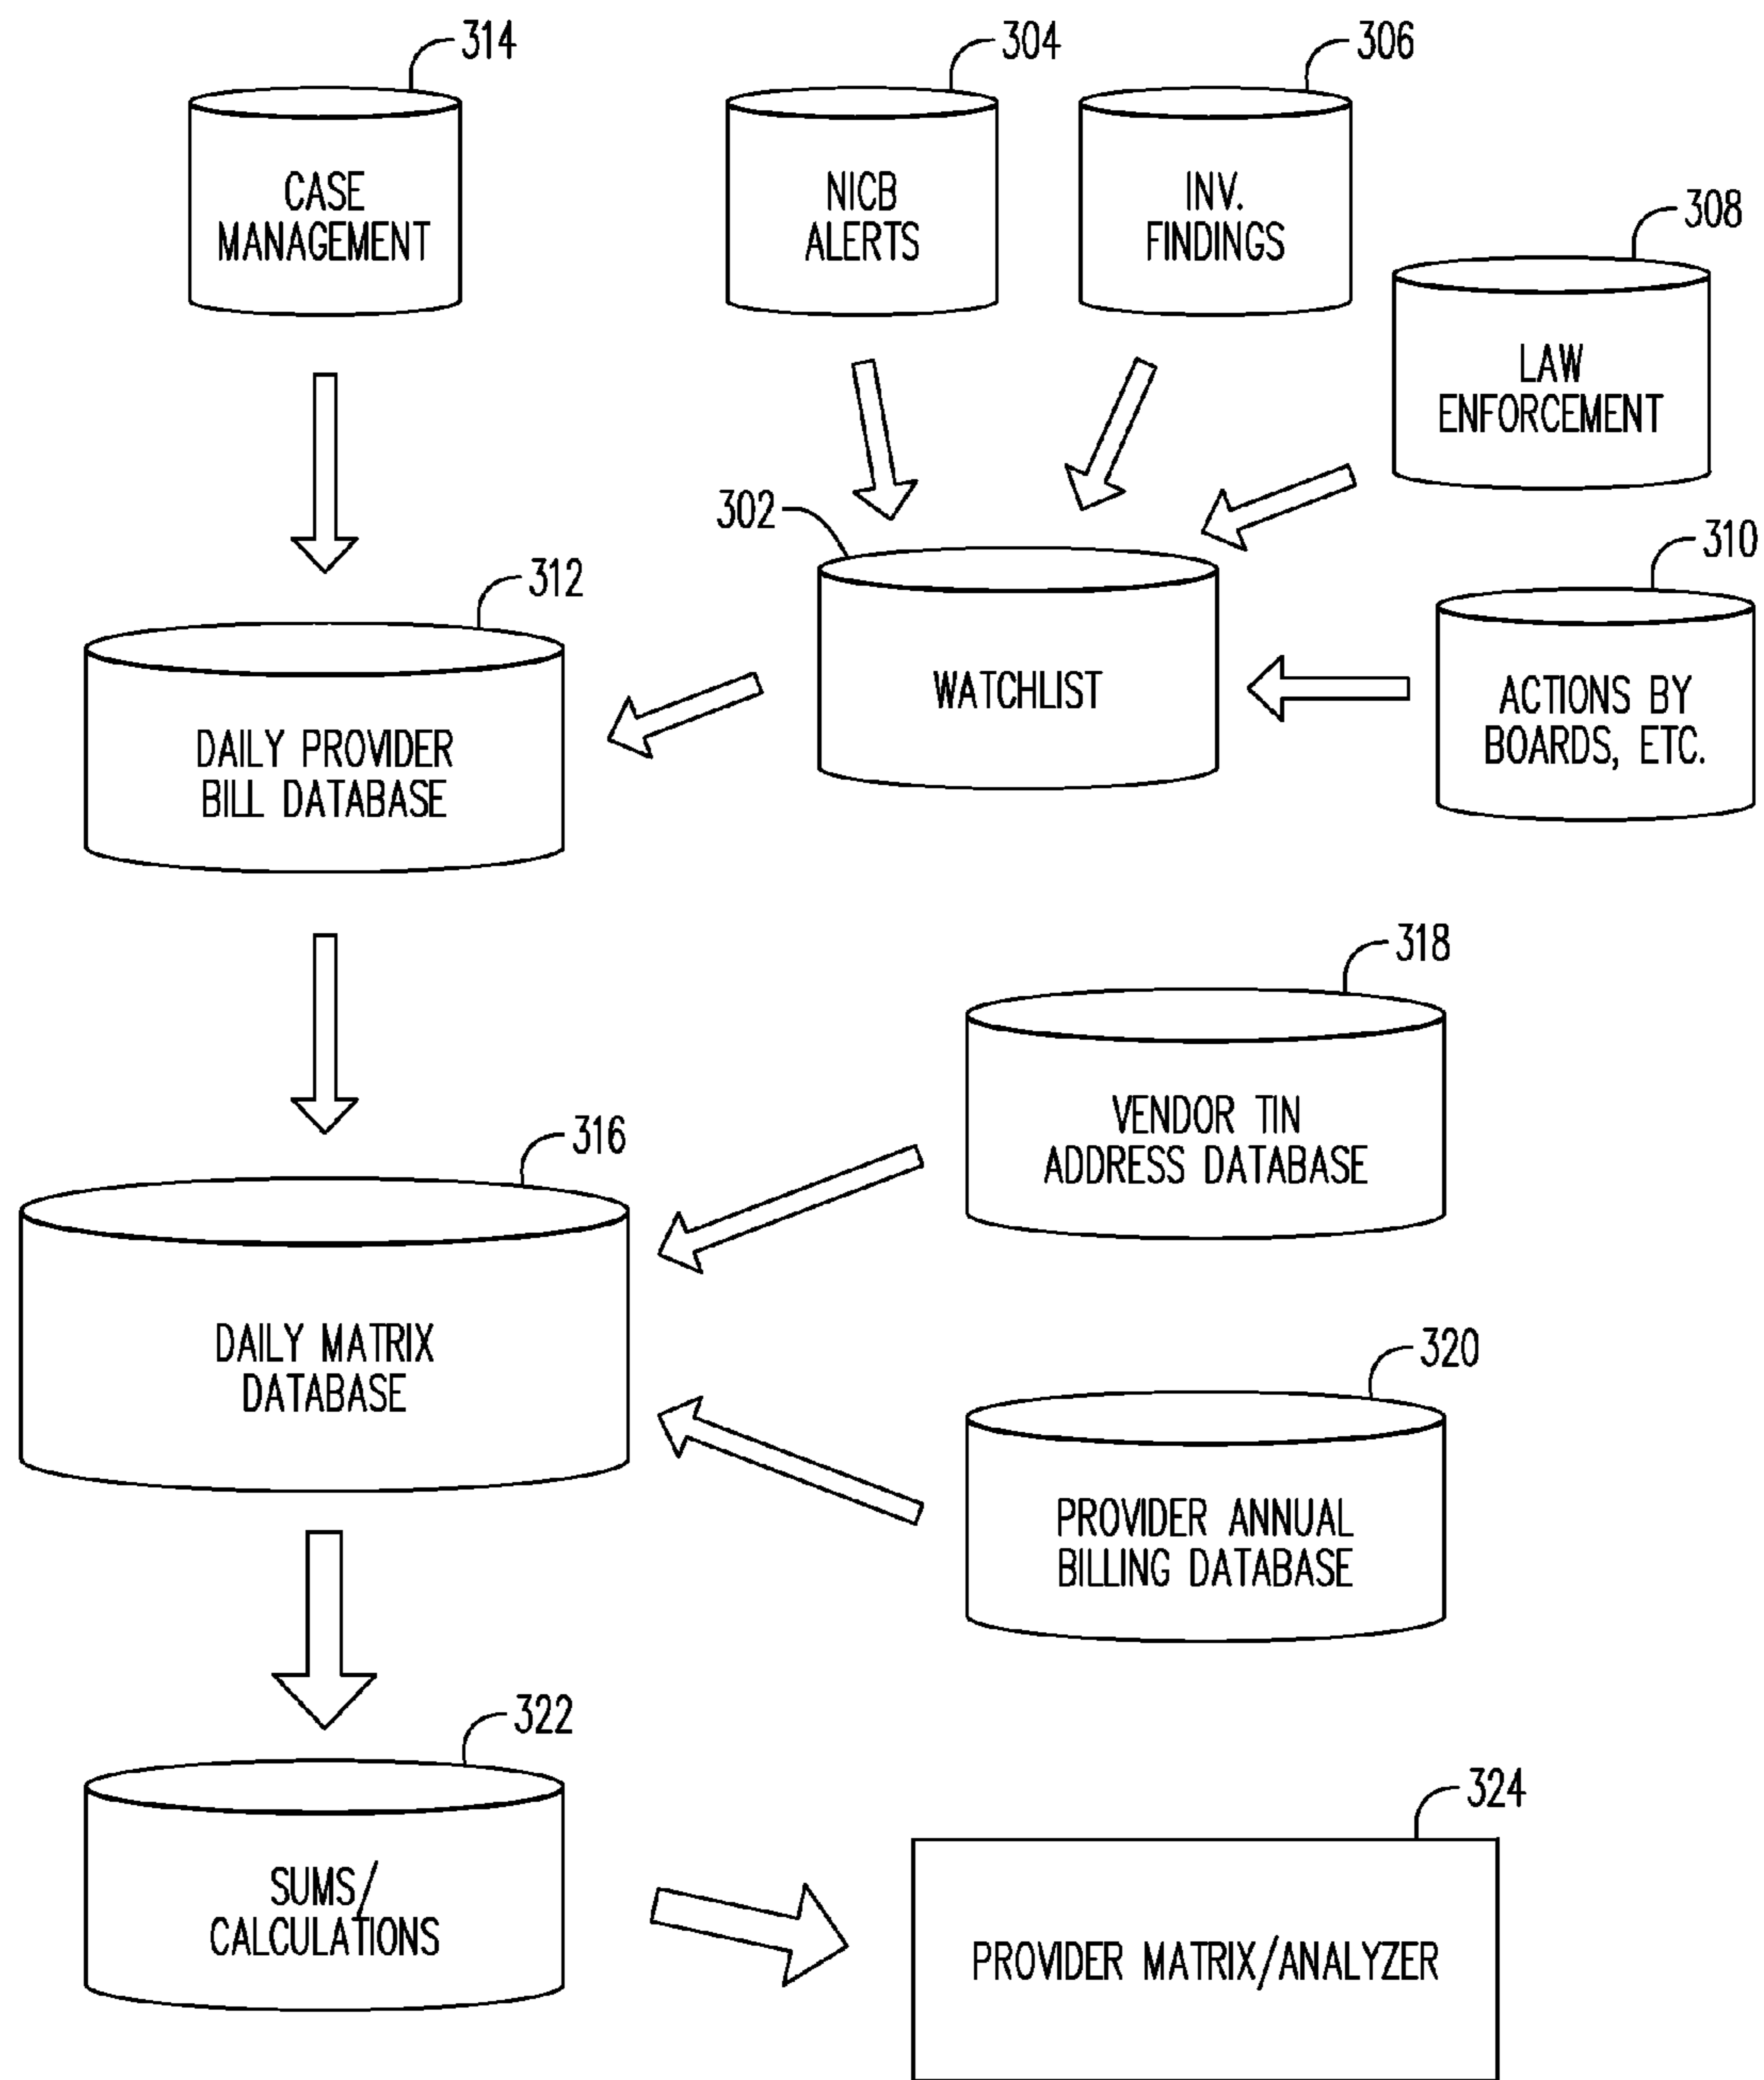 314
CASE
MANAGEMENT
304
NICB
ALERTS
306
INV.
FINDINGS
308
LAW
ENFORCEMENT
302
WATCHLIST
310
ACTIONS BY
BOARDS, ETC.
312
DAILY PROVIDER
BILL DATABASE
318
VENDOR TIN
ADDRESS DATABASE
316
DAILY MATRIX
DATABASE
320
PROVIDER ANNUAL
BILLING DATABASE
322
SUMS/
CALCULATIONS
324
PROVIDER MATRIX/ANALYZER